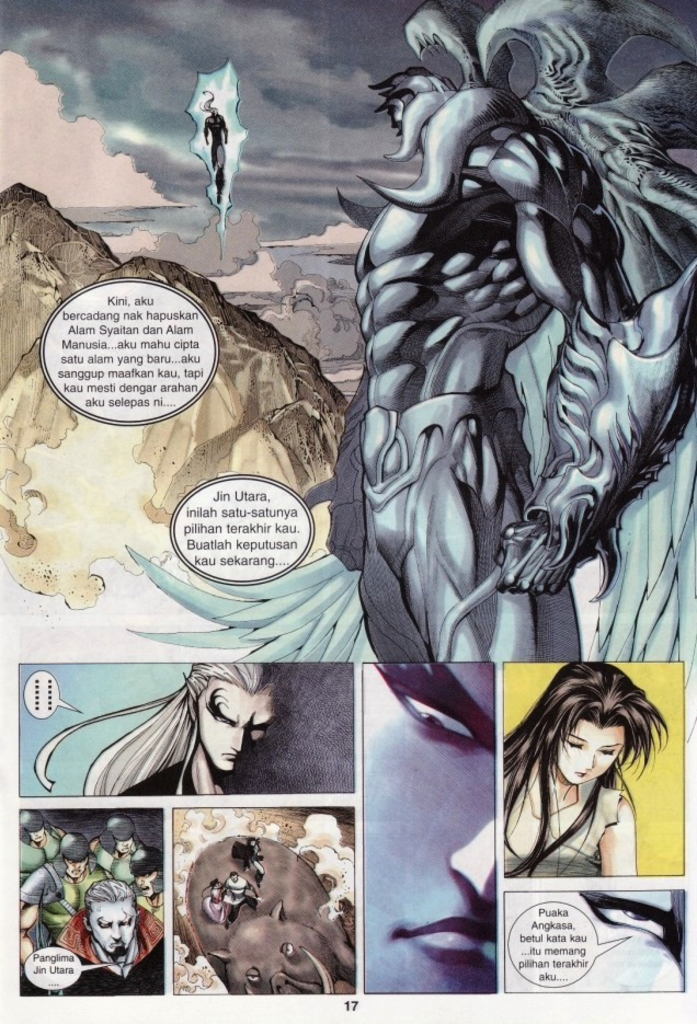 Kini, aku
bercadang nak hapuskan
Alam Syaitan dan Alam
Manusia...aku mahu cipta
satu alam yang baru...aku
sanggup maafkan kau, tapi
kau mesti dengar arahan
aku selepas ni....
Jin Utara,
inilah satu-satunya
pilihan terakhir kau.
Buatlah keputusan
kau sekarang....
Panglima
Jin Utara
....
Puaka
Angkasa,
betul kata kau
...itu memang
pilihan terakhir
aku....
17